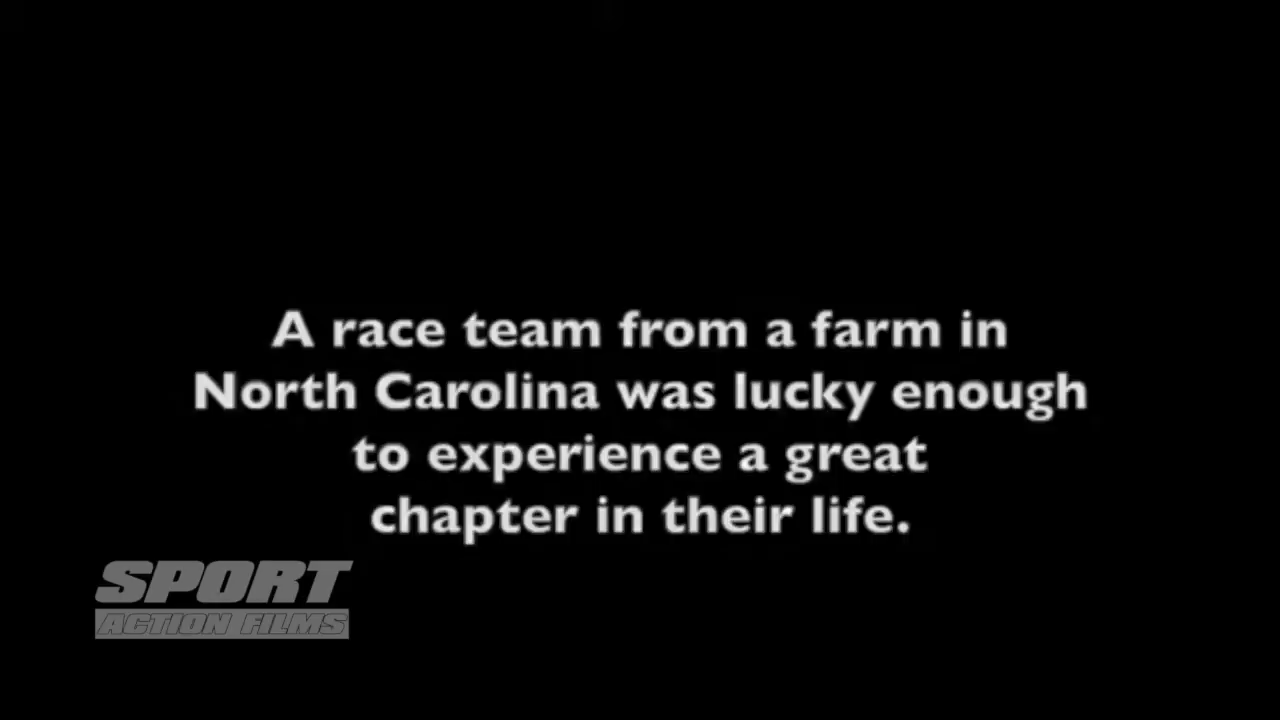 A race team from a farm in
North Carolina was lucky enough
to experience a great
chapter in their life.
SPORT
ACTION FILMS